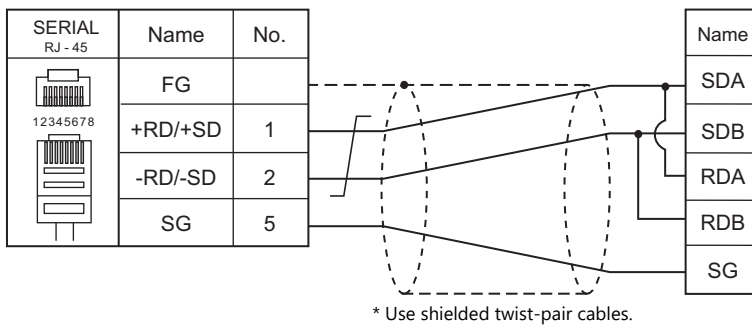 SERIAL
RJ - 45
Name
No.
12345678
FG
+RD/+SD
1
-RD/-SD
2
SG
5
Name
SDA
SDB
RDA
RDB
SG
* Use shielded twist-pair cables.